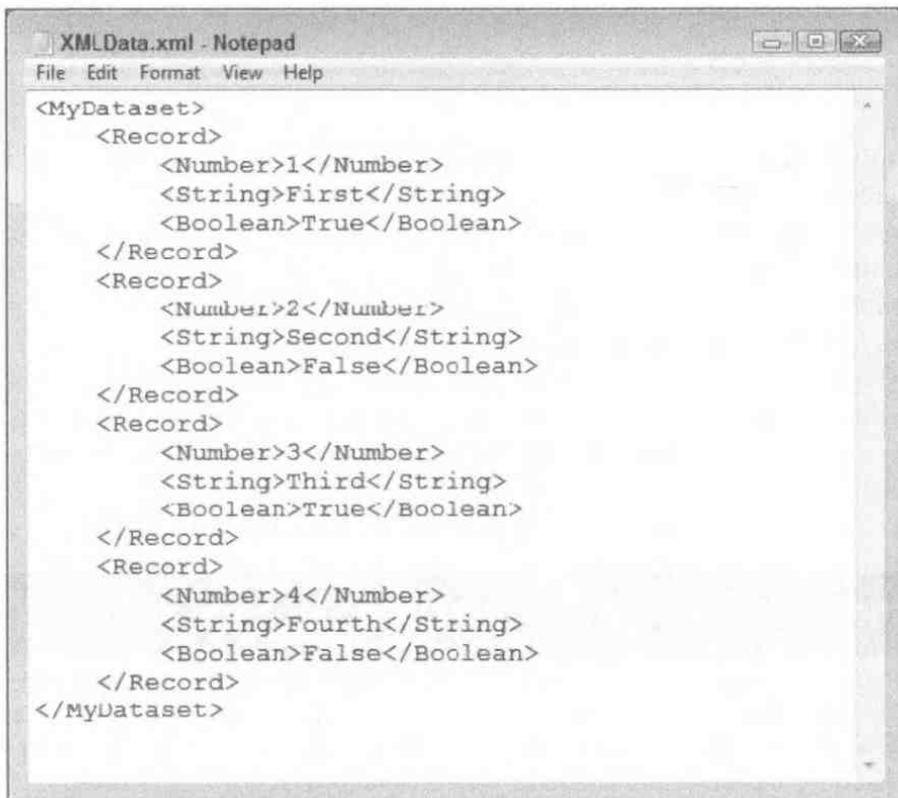 XMLData.xml - Notepad
File Edit Format View Help
<MyDataset>
<Record>
<Number>1</Number>
<String>First</String>
<Boolean>True</Boolean>
</Record>
<Record>
<Number>2</Number>
<String>Second</String>
<Boolean>False</Boolean>
</Record>
<Record>
<Number>3</Number>
<String>Third</String>
<Boolean>True</Boolean>
</Record>
<Record>
<Number>4</Number>
<String>Fourth</String>
<Boolean>False</Boolean>
</Record>
</MyDataset>